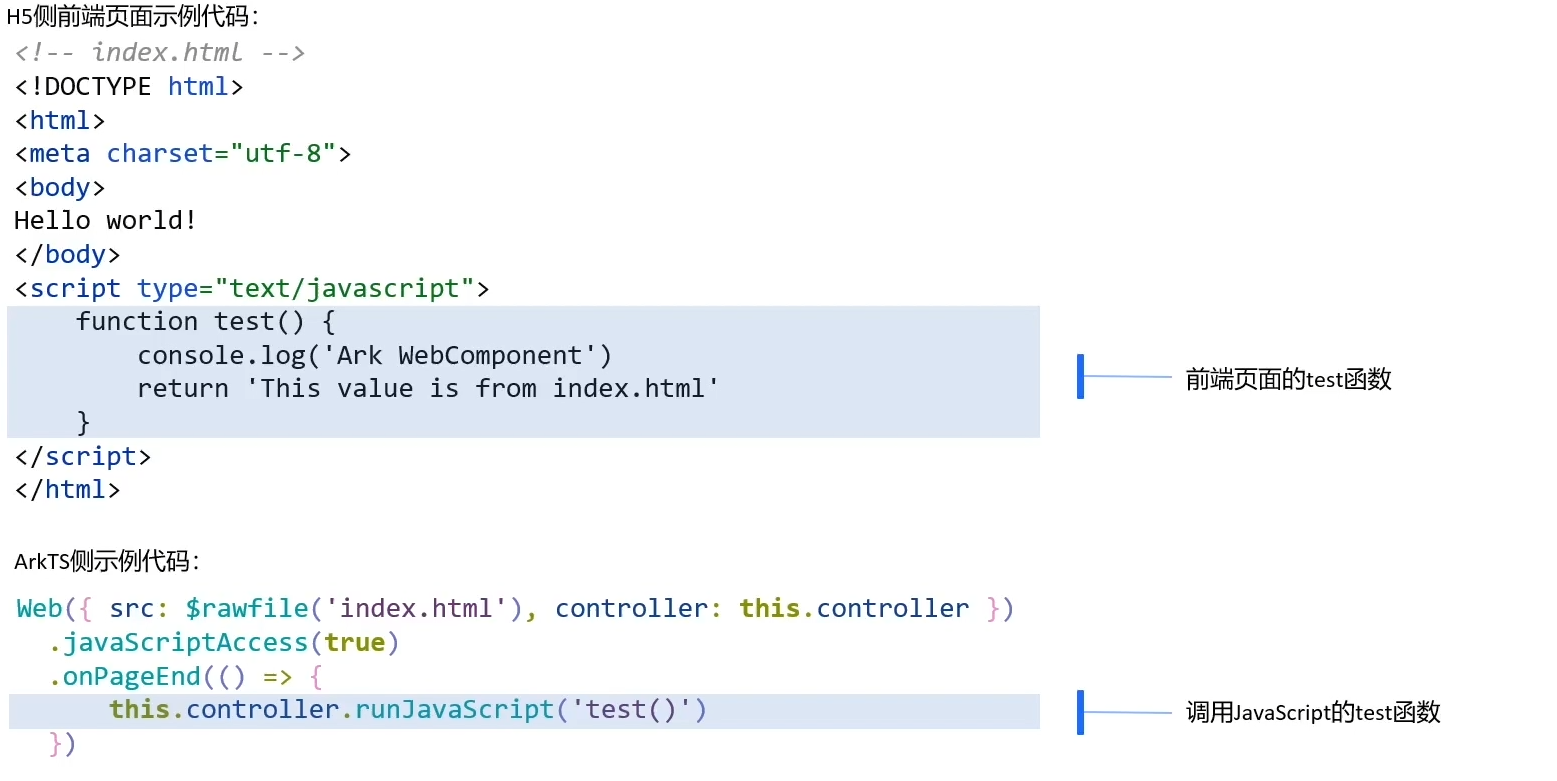 H5侧前端页面示例代码：
<!-- index.html -->
<!DOCTYPE html>
<html>
<meta charset="utf-8">
<body>
Hello world!
</body>
<script type="text/javascript">
    function test() {
        console.log('Ark WebComponent')
        return 'This value is from index.html'
    }
前端页面的test函数
</script>
</html>
ArkTS侧示例代码：
Web({ src: $rawfile('index.html'), controller: this.controller })
  .javaScriptAccess(true)
  .onPageEnd(() => {
      this.controller.runJavaScript('test()')
调用JavaScript的test函数
  })